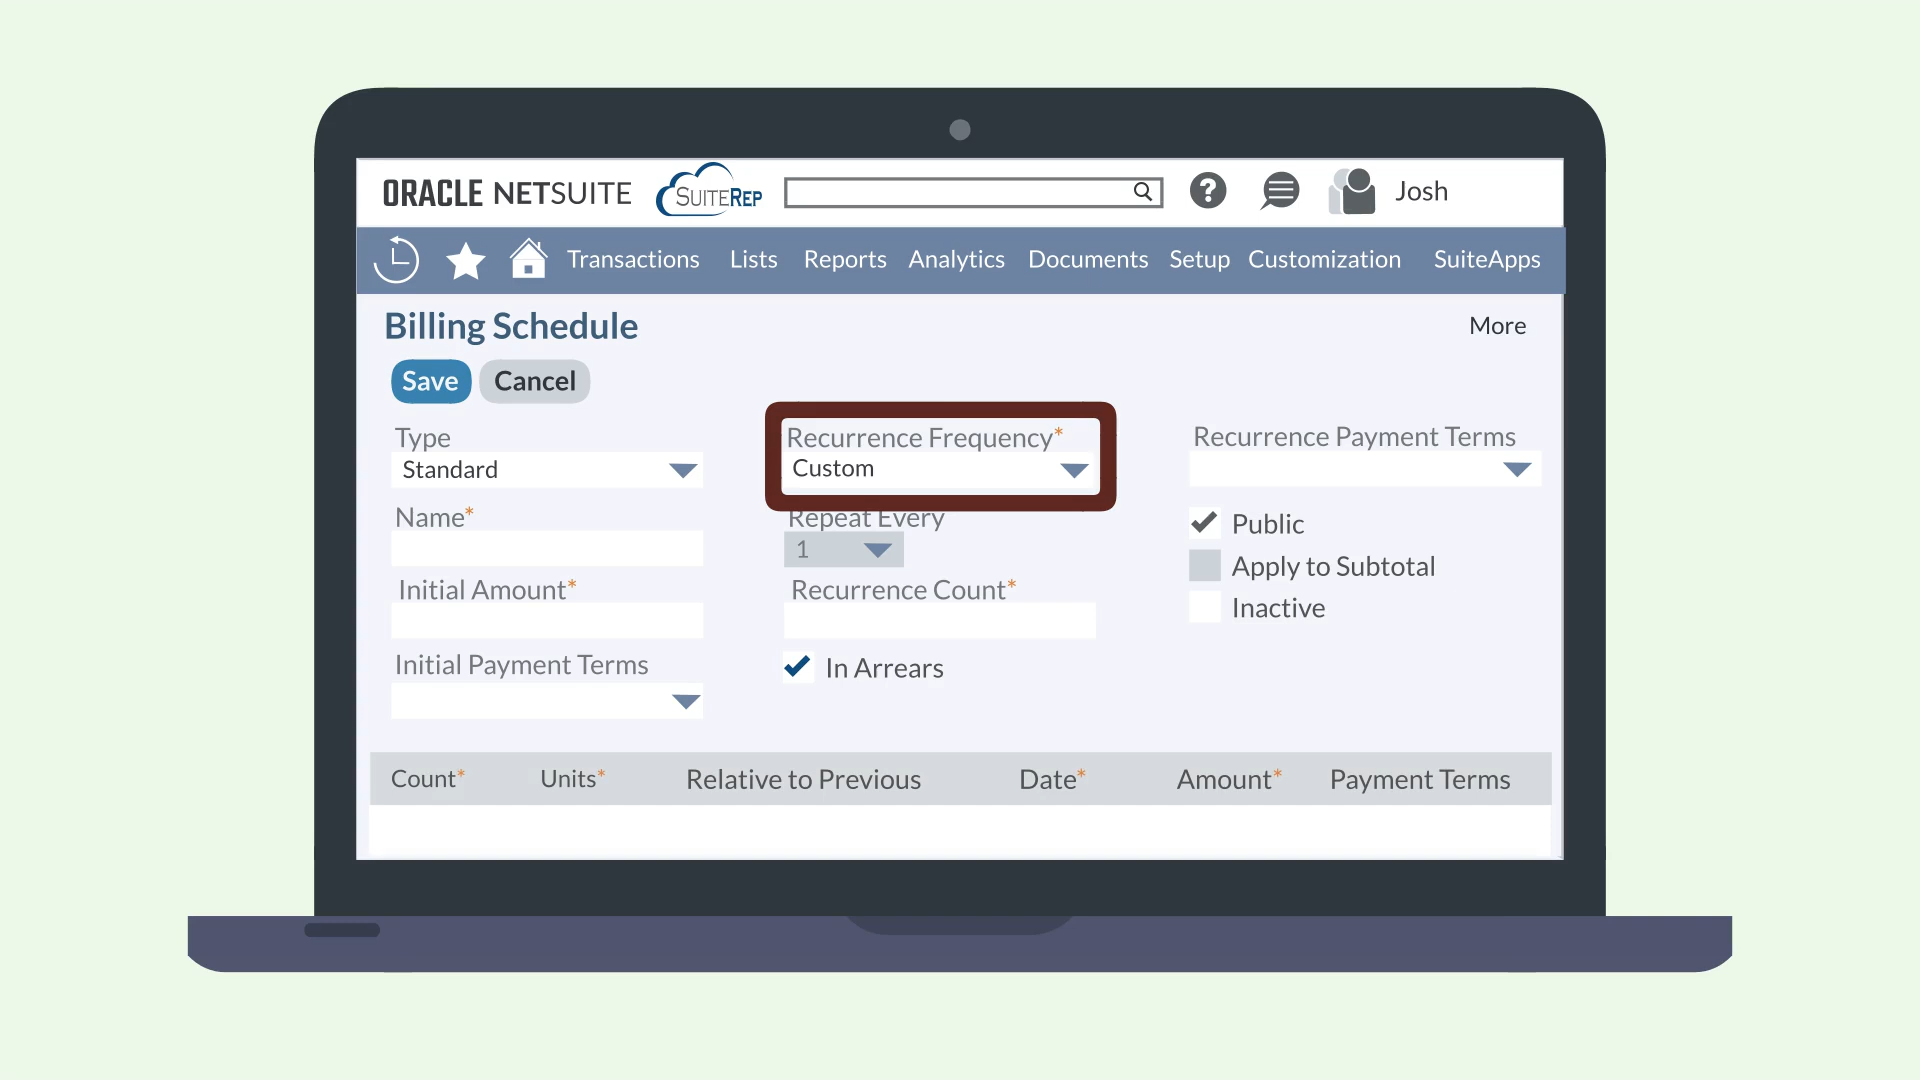 ORACLE NETSUITE SUITEREP ? Josh
Transactions Lists Reports Analytics Documents Setup Customization SuiteApps
Billing Schedule More
Save Cancel
Type Recurrence Frequency* Recurrence Payment Terms
Standard Custom
Name* Repeat Every Public
1
Initial Amount* Recurrence Count* Apply to Subtotal
Inactive
Initial Payment Terms In Arrears
Count* Units* Relative to Previous Date* Amount* Payment Terms